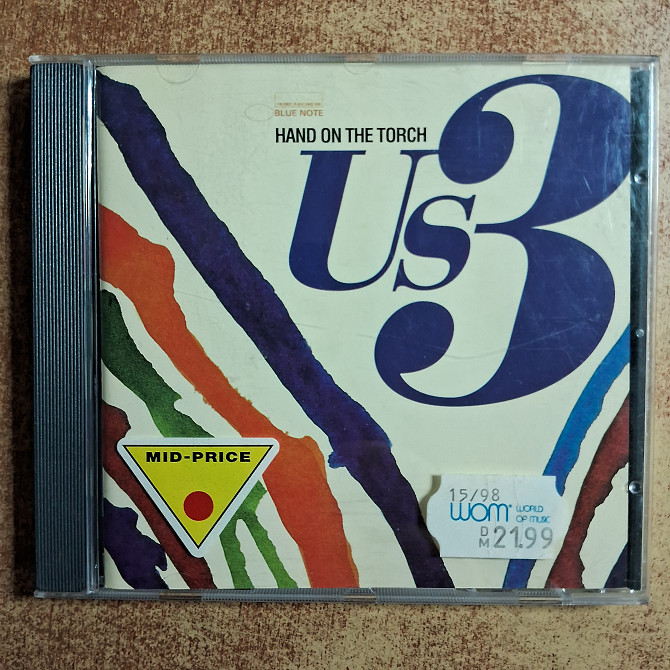 BLUE NOTE
HAND ON THE TORCH
Us3
MID-PRICE
15/98
wom WORLD
OF MUSIC
DM 21.99